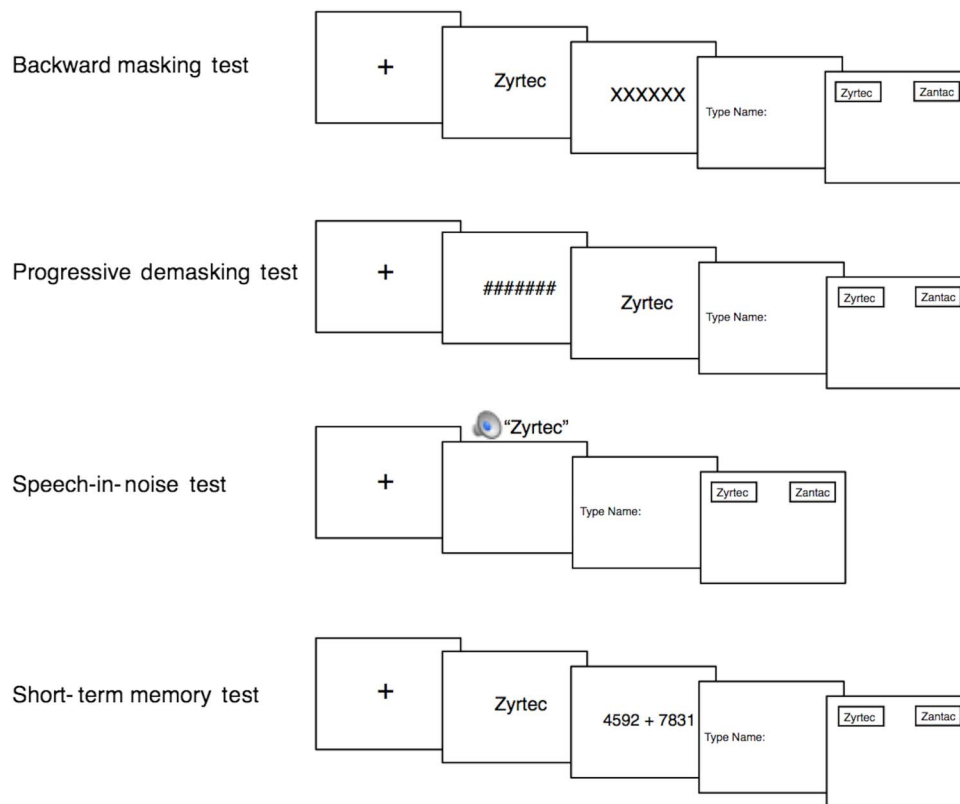 Backward masking test
+
Zyrtec
XXXXXX
Type Name:
Zyrtec Zantac
Progressive demasking test
+
#######
Zyrtec
Type Name:
Zyrtec Zantac
Speech-in-noise test
+
“Zyrtec”
Type Name:
Zyrtec Zantac
Short-term memory test
+
Zyrtec
4592 + 7831
Type Name:
Zyrtec Zantac